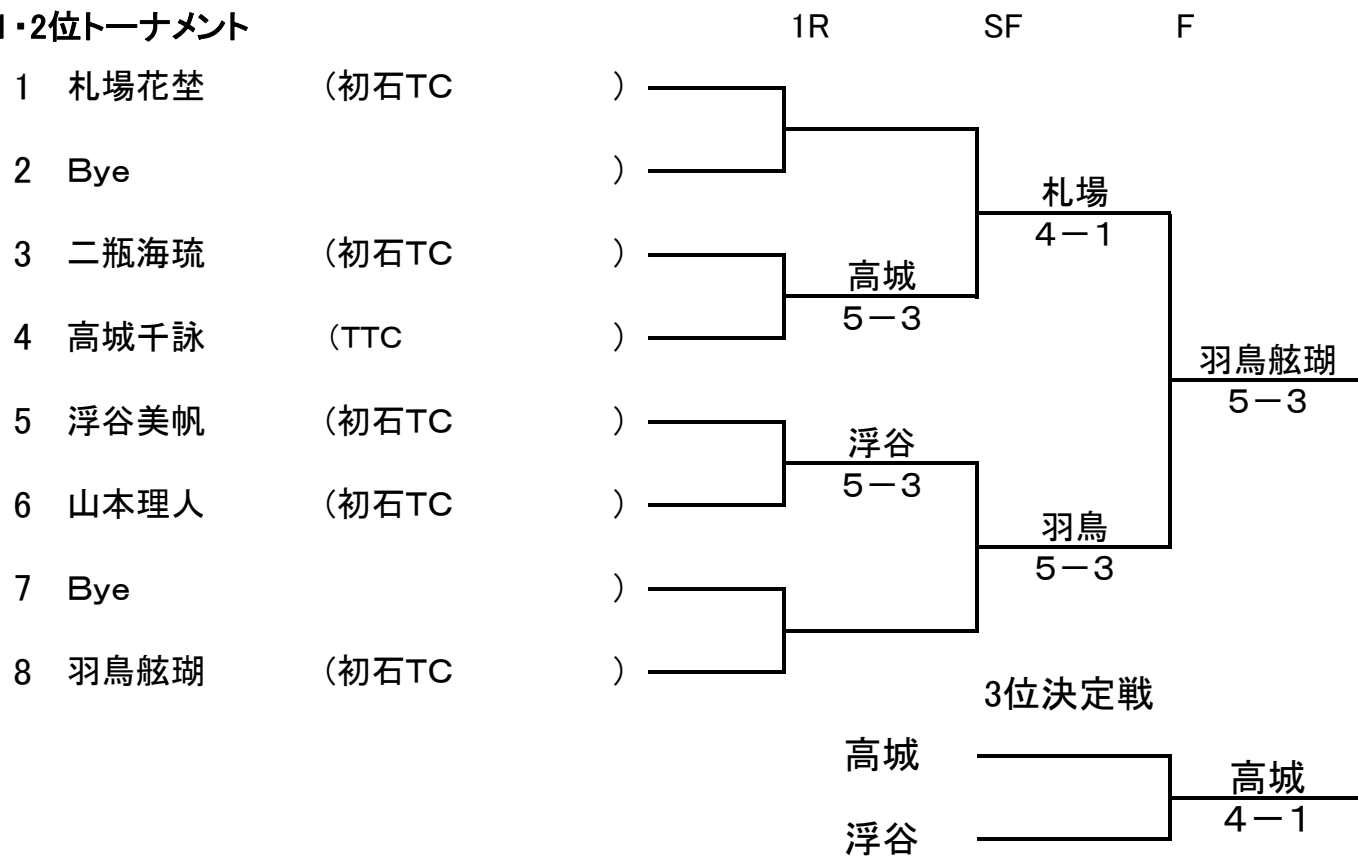 1・2位トーナメント 1R SF F
1 札場花埜 (初石TC )
2 Bye )
札場
4-1
3 二瓶海琉 (初石TC )
高城
5-3
4 高城千詠 (TTC )
羽鳥舷瑚
5-3
5 浮谷美帆 (初石TC )
浮谷
5-3
6 山本理人 (初石TC )
羽鳥
5-3
7 Bye )
8 羽鳥舷瑚 (初石TC )
3位決定戦
高城
高城
4-1
浮谷